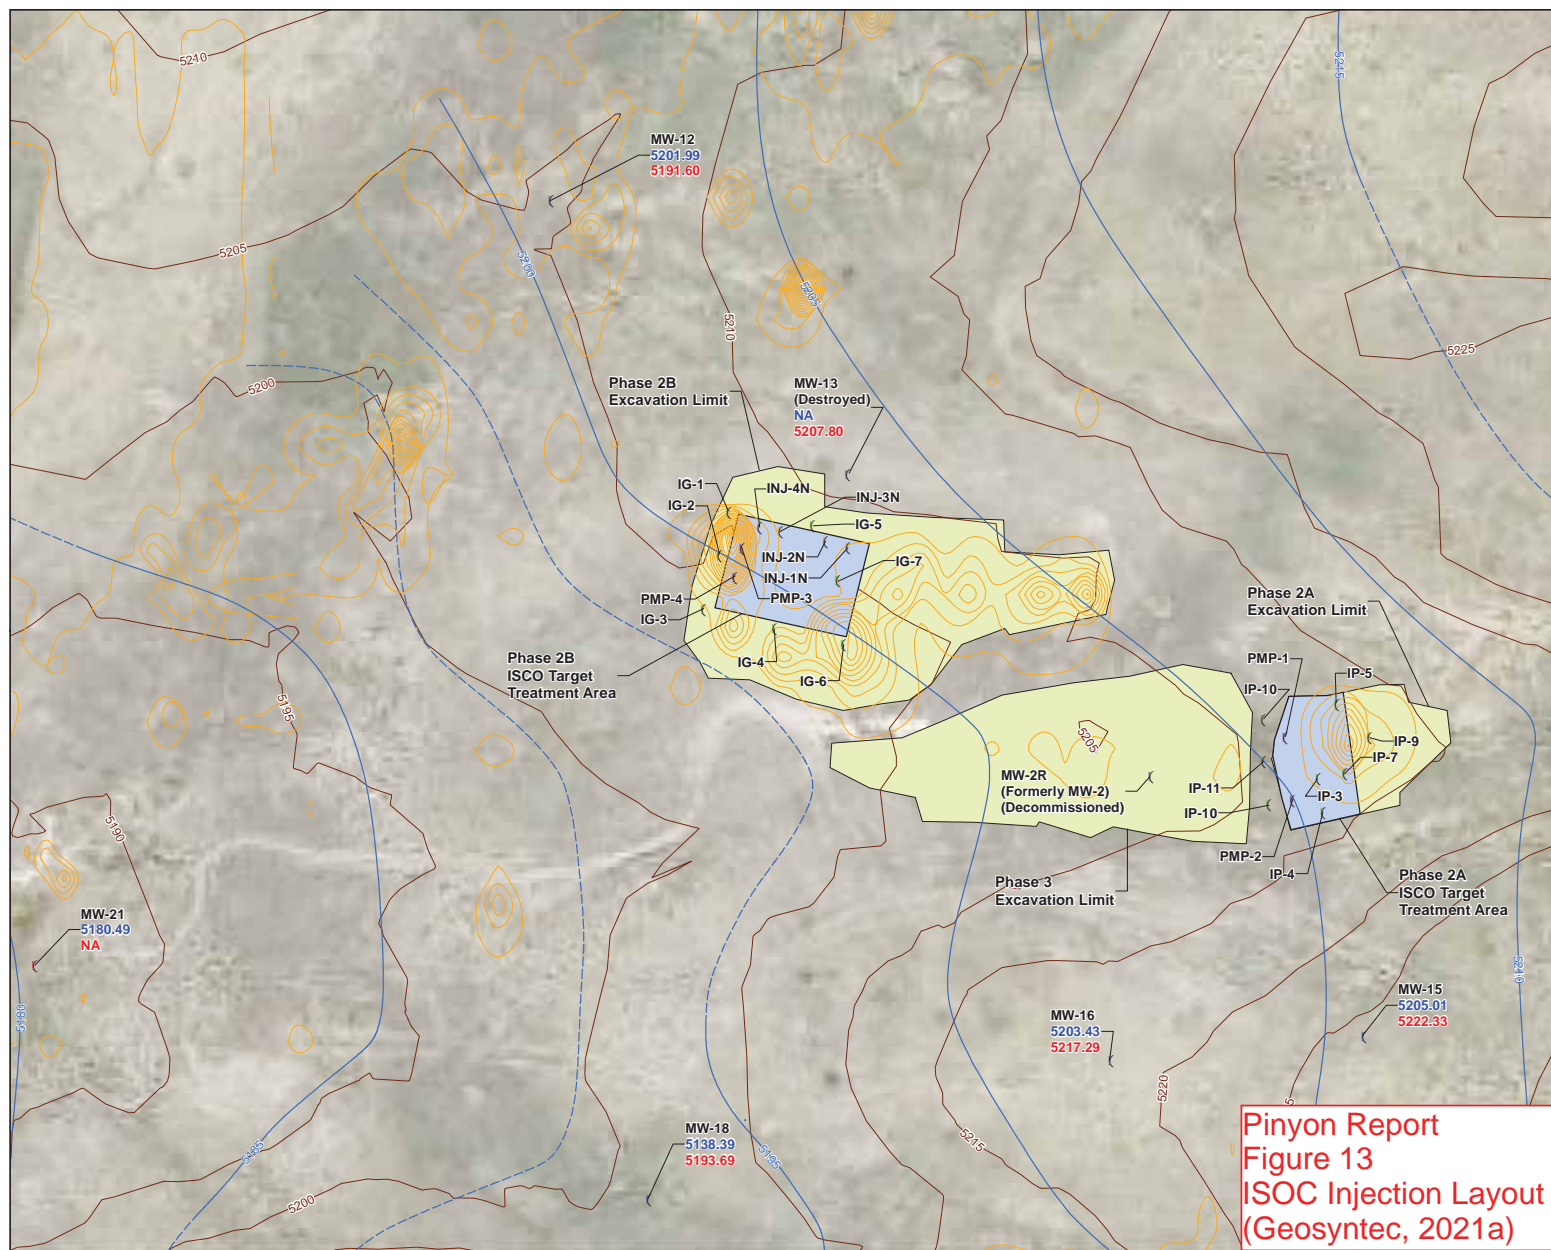 5210
5215
MW-12
5201.99
5191.60
5205
5200
5205
5210
5225
5200
Phase 2B
Excavation Limit
MW-13
(Destroyed)
NA
5207.80
IG-1
IG-2
INJ-4N
INJ-3N
IG-5
INJ-2N
INJ-1N
IG-7
PMP-4
PMP-3
IG-3
Phase 2A
Excavation Limit
Phase 2B
ISCO Target
Treatment Area
IG-4
IG-6
PMP-1
IP-10
IP-5
5195
5205
IP-9
IP-7
MW-2R
(Formerly MW-2)
(Decommissioned)
IP-11
IP-3
IP-10
5190
PMP-2
IP-4
Phase 3
Excavation Limit
Phase 2A
ISCO Target
Treatment Area
MW-21
5180.49
NA
5180
5210
MW-15
5205.01
5222.33
MW-16
5203.43
5217.29
5220
5
MW-18
5138.39
5193.69
5185
5195
5215
5200
Pinyon Report
Figure 13
ISOC Injection Layout
(Geosyntec, 2021a)